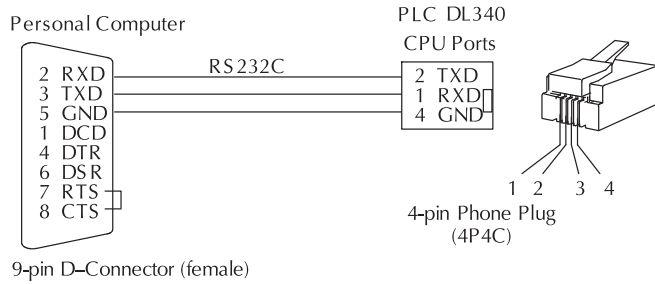 Personal Computer
PLC DL340
CPU Ports
RS232C
2 RXD
3 TXD
5 GND
1 DCD
4 DTR
6 DSR
7 RTS
8 CTS
2 TXD
1 RXD
4 GND
1 2 3 4
4-pin Phone Plug
(4P4C)
9-pin D–Connector (female)